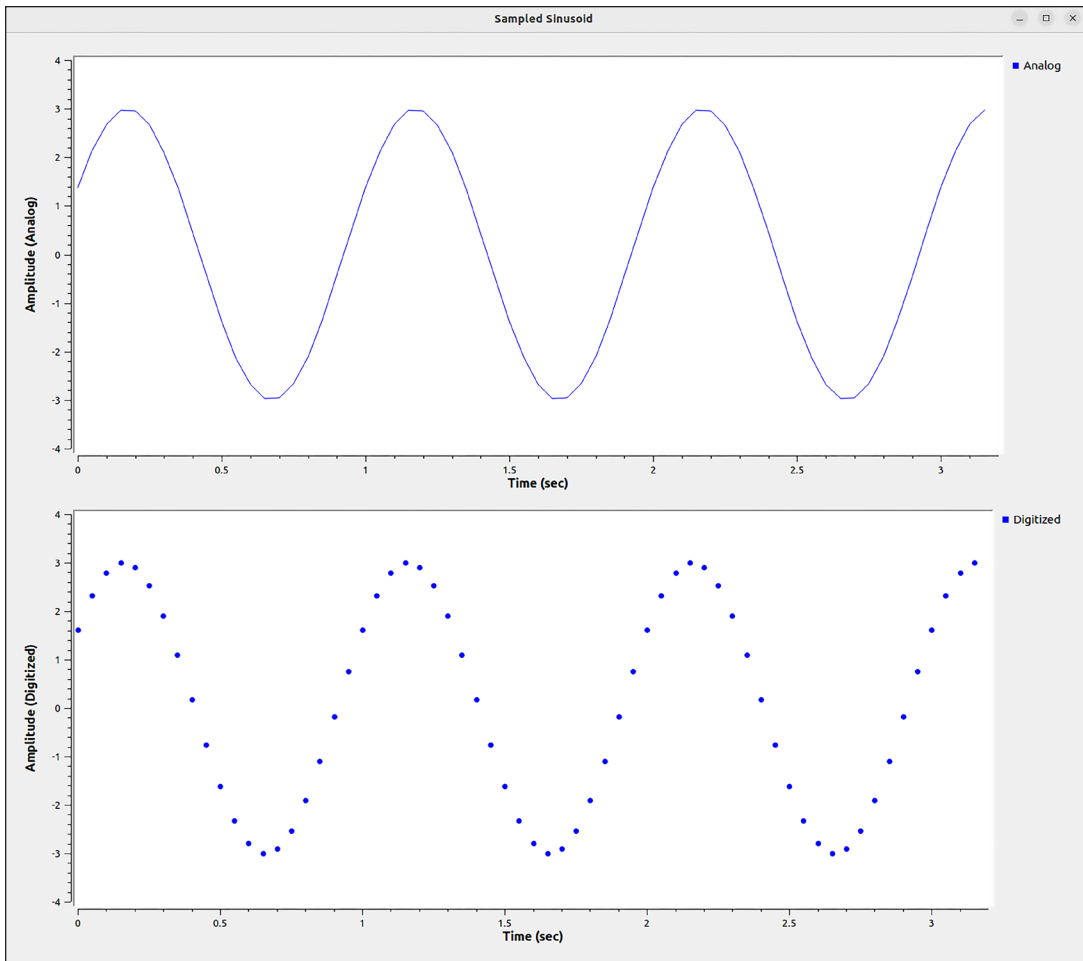 Sampled Sinusoid
Analog
Amplitude (Analog)
4
3
2
1
0
-1
-2
-3
-4
0 0.5 1 1.5 2 2.5 3
Time (sec)
Digitized
Amplitude (Digitized)
4
3
2
1
0
-1
-2
-3
-4
0 0.5 1 1.5 2 2.5 3
Time (sec)